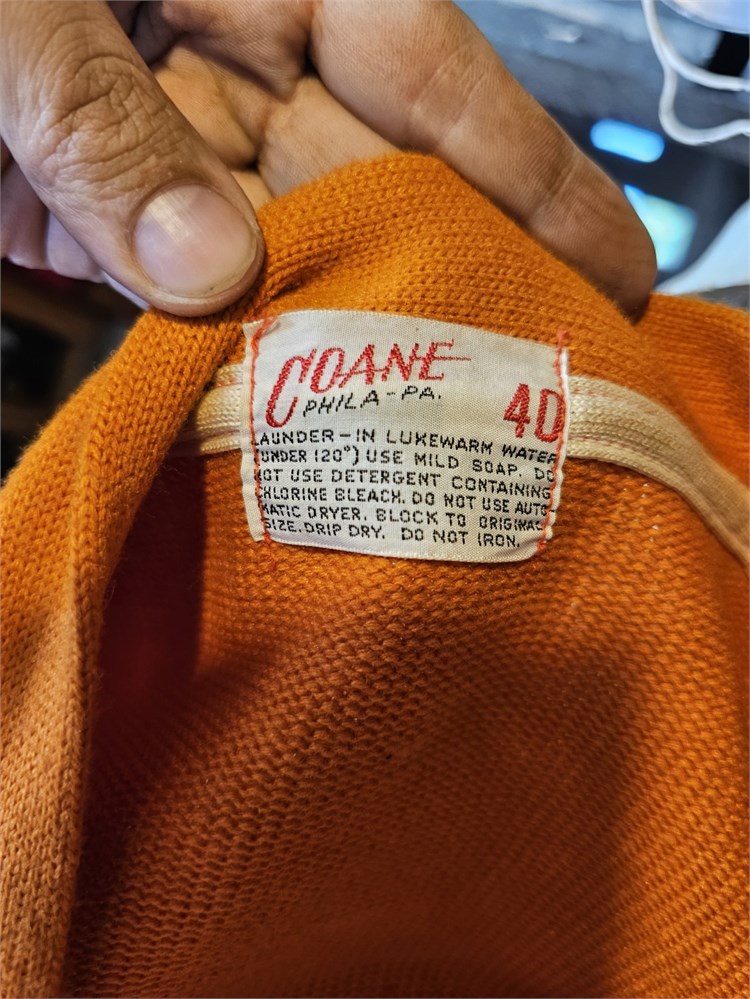 COANE
PHILA-PA.
40
LAUNDER-IN LUKEWARM WATER
(UNDER 120°) USE MILD SOAP. DO
NOT USE DETERGENT CONTAINING
CHLORINE BLEACH. DO NOT USE AUTO-
MATIC DRYER. BLOCK TO ORIGINAL
SIZE. DRIP DRY. DO NOT IRON.